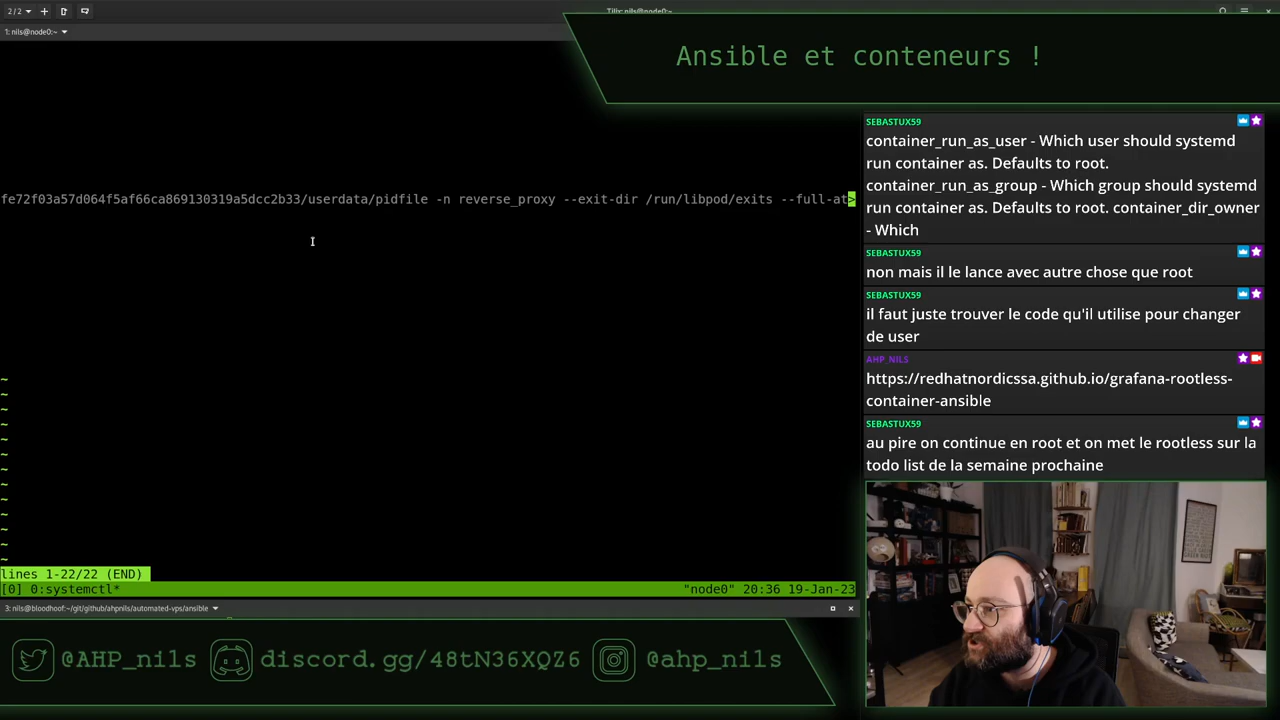 2/2
Tilix: nils@node0:~
1: nils@node0:~
Ansible et conteneurs !
fe72f03a57d064f5af66ca869130319a5dcc2b33/userdata/pidfile -n reverse_proxy --exit-dir /run/libpod/exits --full-at>
~
~
~
~
~
~
~
~
~
~
~
~
~
lines 1-22/22 (END)
[0] 0:systemctl*
"node0" 20:36 19-Jan-23
3: nils@bloodhoof:~/git/github/ahpnils/automated-vps/ansible
SEBASTUX59
container_run_as_user - Which user should systemd
run container as. Defaults to root.
container_run_as_group - Which group should systemd
run container as. Defaults to root. container_dir_owner
- Which
SEBASTUX59
non mais il le lance avec autre chose que root
SEBASTUX59
il faut juste trouver le code qu'il utilise pour changer
de user
AHP_NILS
https://redhatnordicssa.github.io/grafana-rootless-
container-ansible
SEBASTUX59
au pire on continue en root et on met le rootless sur la
todo list de la semaine prochaine
@AHP_nils
discord.gg/48tN36XQZ6
@ahp_nils